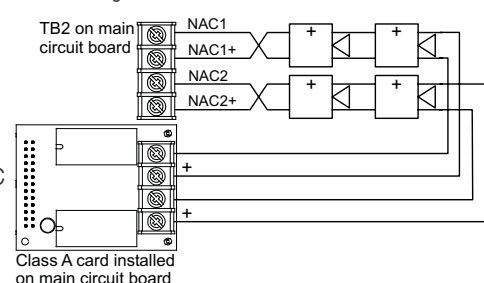 TB2 on main
circuit board
NAC1
NAC1+
NAC2
NAC2+
+ +
+ +
+
+
Class A card installed
on main circuit board